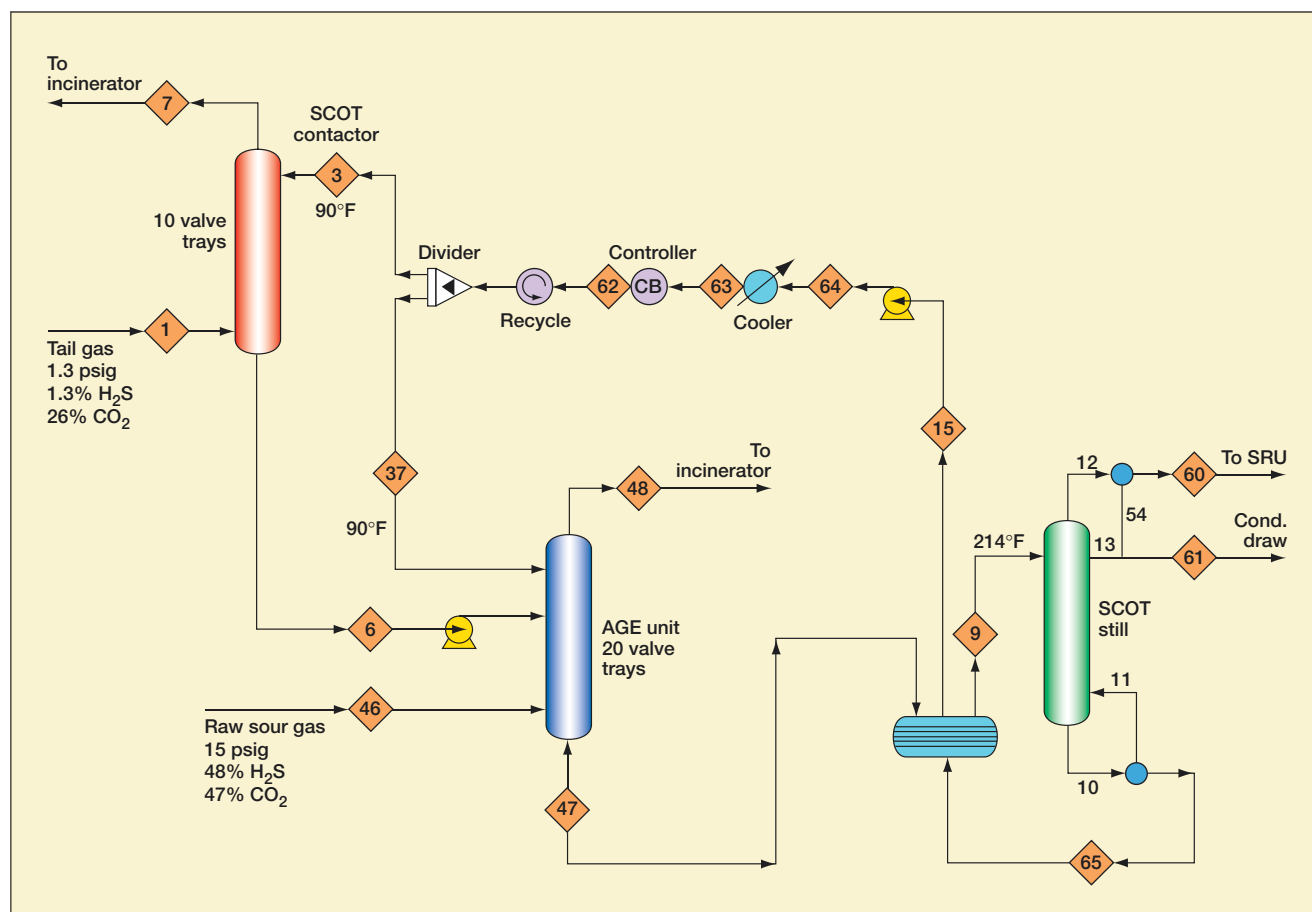 To
incinerator
7
SCOT
contactor
3
90°F
10 valve
trays
Divider
Controller
62
CB
63
64
Recycle
Cooler
1
Tail gas
1.3 psig
1.3% H₂S
26% CO₂
15
37
To
incinerator
48
90°F
12
60
To SRU
54
Cond.
draw
214°F
13
61
6
AGE unit
20 valve
trays
9
SCOT
still
11
46
Raw sour gas
15 psig
48% H₂S
47% CO₂
10
47
65